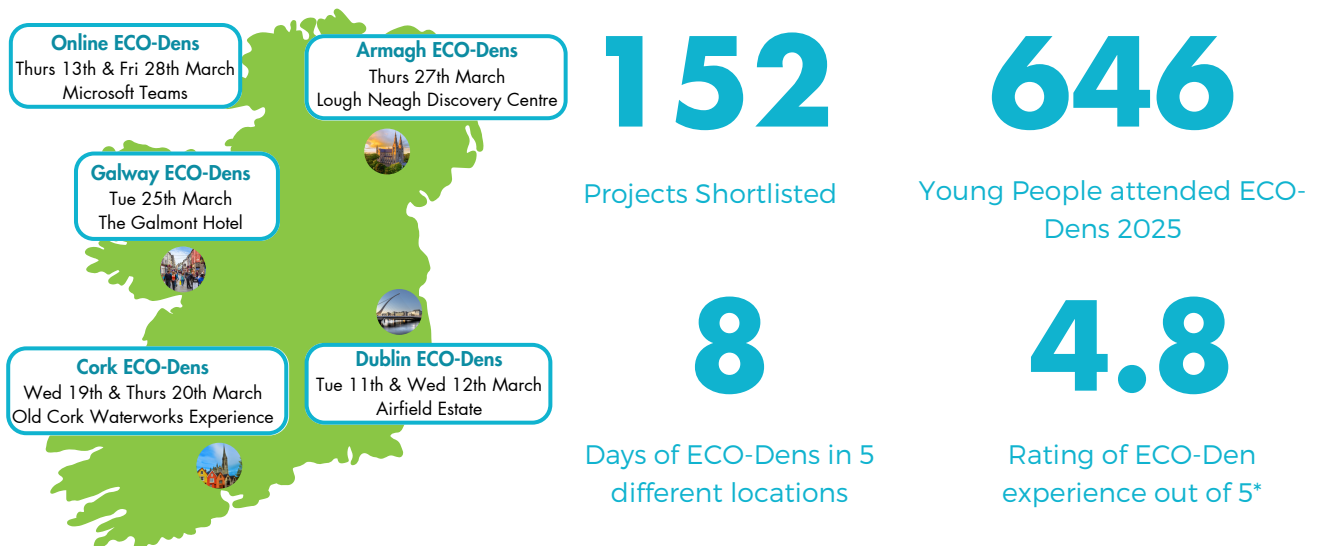 Online ECO-Dens
Thurs 13th & Fri 28th March
Microsoft Teams
Armagh ECO-Dens
Thurs 27th March
Lough Neagh Discovery Centre
Galway ECO-Dens
Tue 25th March
The Galmont Hotel
Cork ECO-Dens
Wed 19th & Thurs 20th March
Old Cork Waterworks Experience
Dublin ECO-Dens
Tue 11th & Wed 12th March
Airfield Estate
152
Projects Shortlisted
646
Young People attended ECO-
Dens 2025
8
Days of ECO-Dens in 5
different locations
4.8
Rating of ECO-Den
experience out of 5*